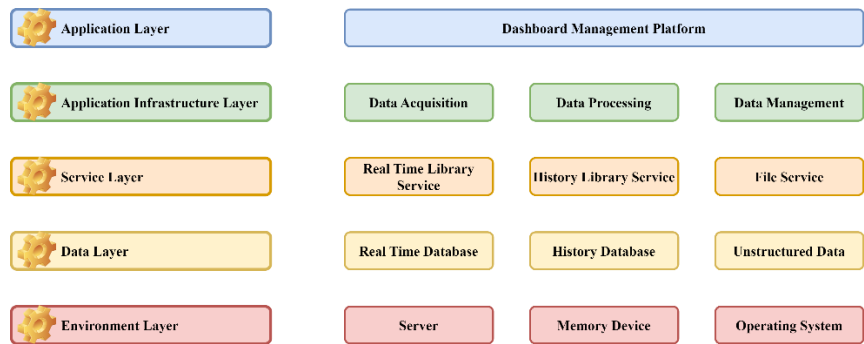 Application Layer
Dashboard Management Platform
Application Infrastructure Layer
Data Acquisition
Data Processing
Data Management
Service Layer
Real Time Library
Service
History Library Service
File Service
Data Layer
Real Time Database
History Database
Unstructured Data
Environment Layer
Server
Memory Device
Operating System